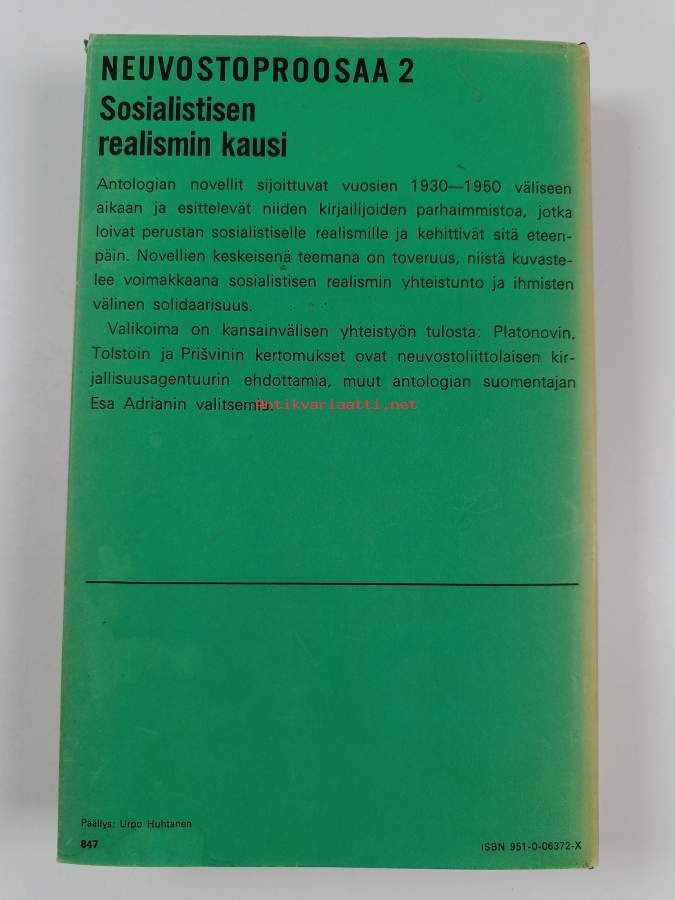 NEUVOSTOPROOSAA 2
Sosialistisen
realismin kausi
Antologian novellit sijoittuvat vuosien 1930—1950 väliseen
aikaan ja esittelevät niiden kirjailijoiden parhaimmistoa, jotka
loivat perustan sosialistiselle realismille ja kehittivät sitä eteen-
päin. Novellien keskeisenä teemana on toveruus, niistä kuvaste-
lee voimakkaana sosialistisen realismin yhteistunto ja ihmisten
välinen solidaarisuus.
Valikoima on kansainvälisen yhteistyön tulosta: Platonovin,
Tolstoin ja Prišvinin kertomukset ovat neuvostoliittolaisen kir-
jallisuusagentuurin ehdottamia, muut antologian suomentajan
Esa Adrianin valitsemia.
Antikvariaatti.net
Päällys: Urpo Huhtanen
847
ISBN 951-0-06372-X